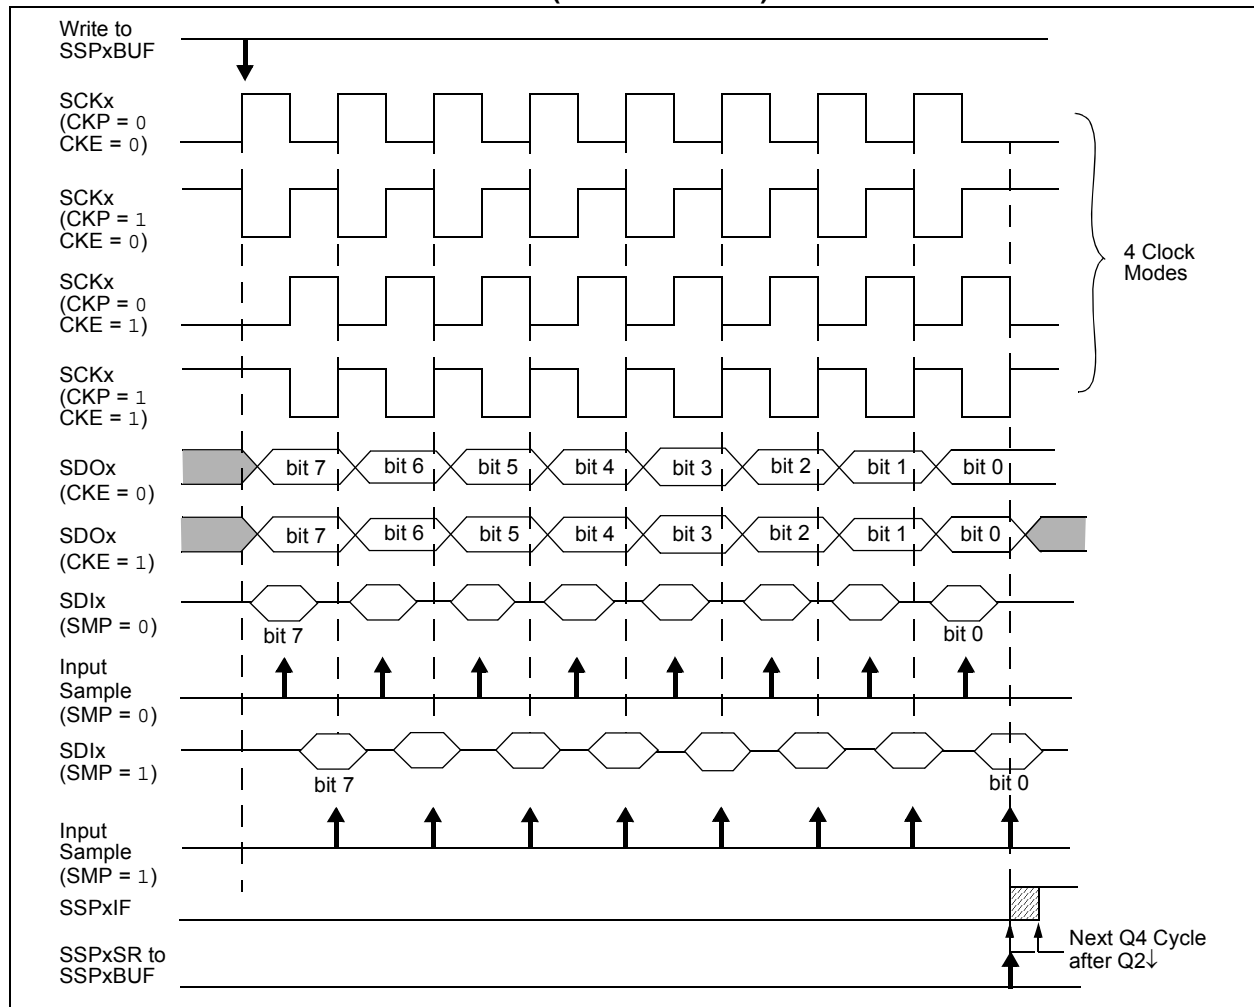 Write to
SSPxBUF
SCKx
(CKP = 0
CKE = 0)
SCKx
(CKP = 1
CKE = 0)
SCKx
(CKP = 0
CKE = 1)
SCKx
(CKP = 1
CKE = 1)
4 Clock
Modes
SDOx
(CKE = 0)
bit 7 bit 6 bit 5 bit 4 bit 3 bit 2 bit 1 bit 0
SDOx
(CKE = 1)
bit 7 bit 6 bit 5 bit 4 bit 3 bit 2 bit 1 bit 0
SDIx
(SMP = 0)
bit 7 bit 0
Input
Sample
(SMP = 0)
SDIx
(SMP = 1)
bit 7 bit 0
Input
Sample
(SMP = 1)
SSPxIF
SSPxSR to
SSPxBUF
Next Q4 Cycle
after Q2↓